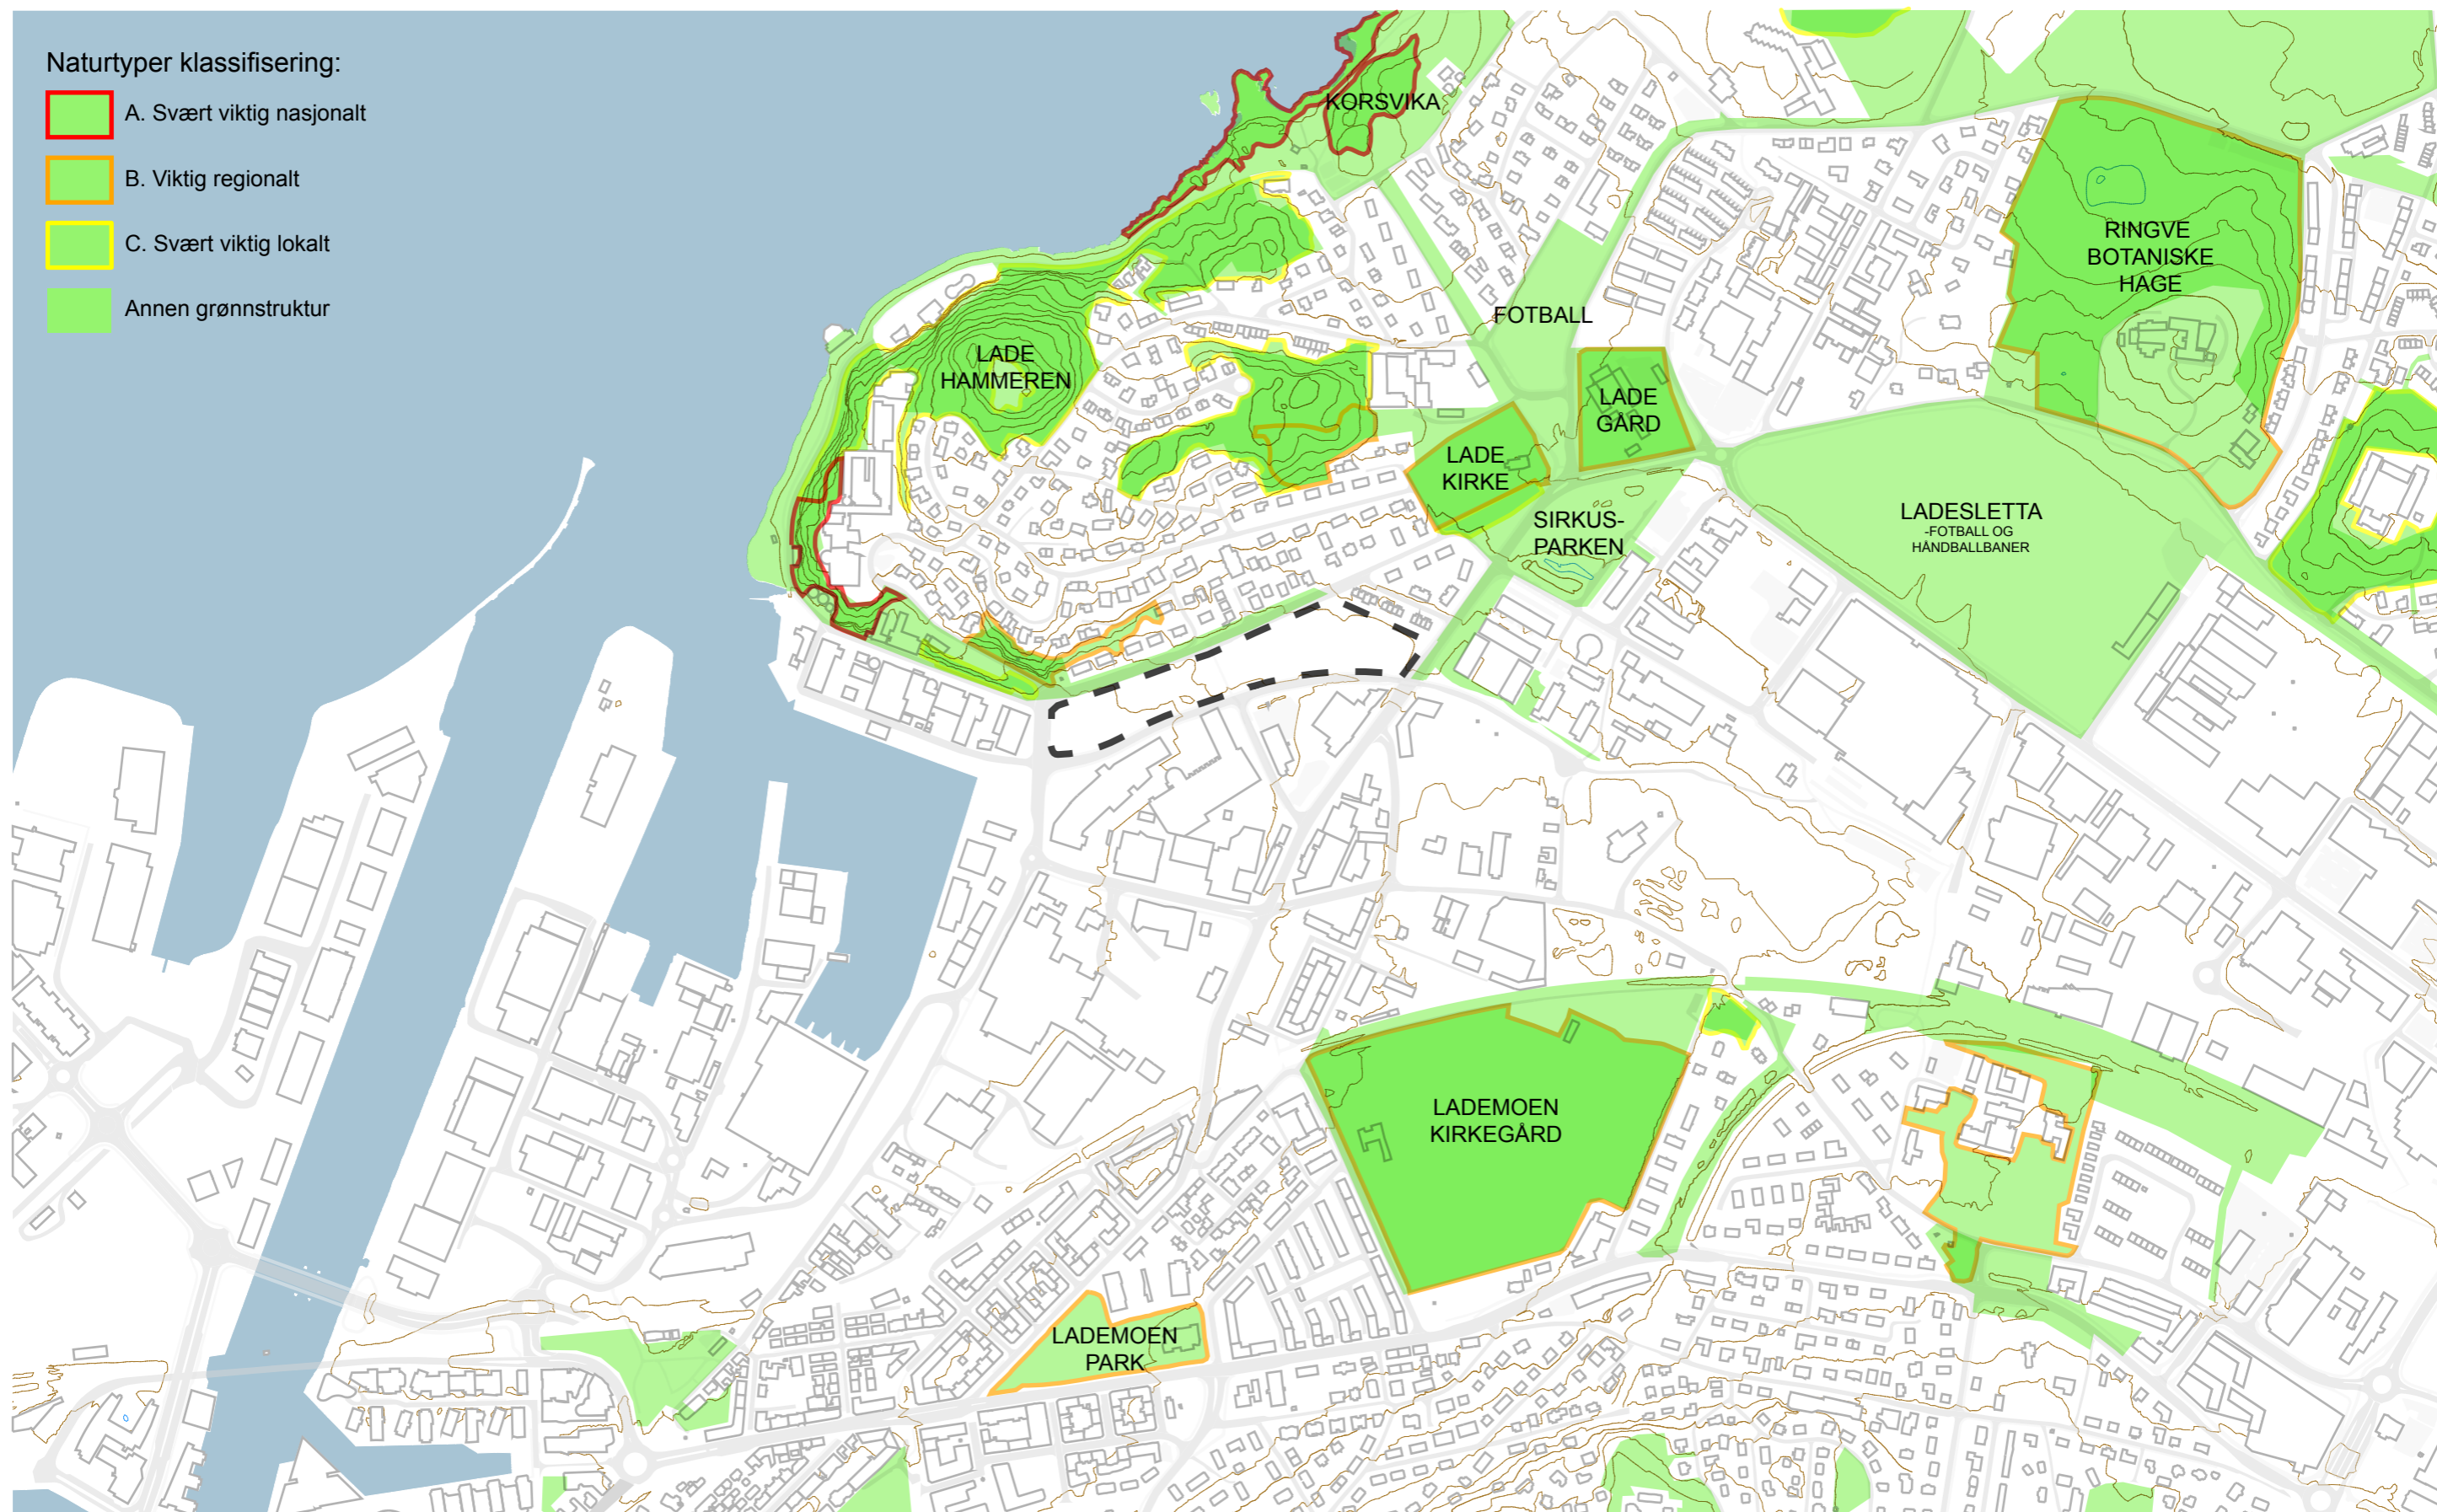 Naturtyper klassifisering:
A. Svært viktig nasjonalt
B. Viktig regionalt
C. Svært viktig lokalt
Annen grønnstruktur
KORSVIKA
RINGVE
BOTANISKE
HAGE
FOTBALL
LADE
HAMMEREN
LADE
GÅRD
LADE
KIRKE
SIRKUS-
PARKEN
LADESLETTA
-FOTBALL OG
HÅNDBALLBANER
LADEMOEN
KIRKEGÅRD
LADEMOEN
PARK